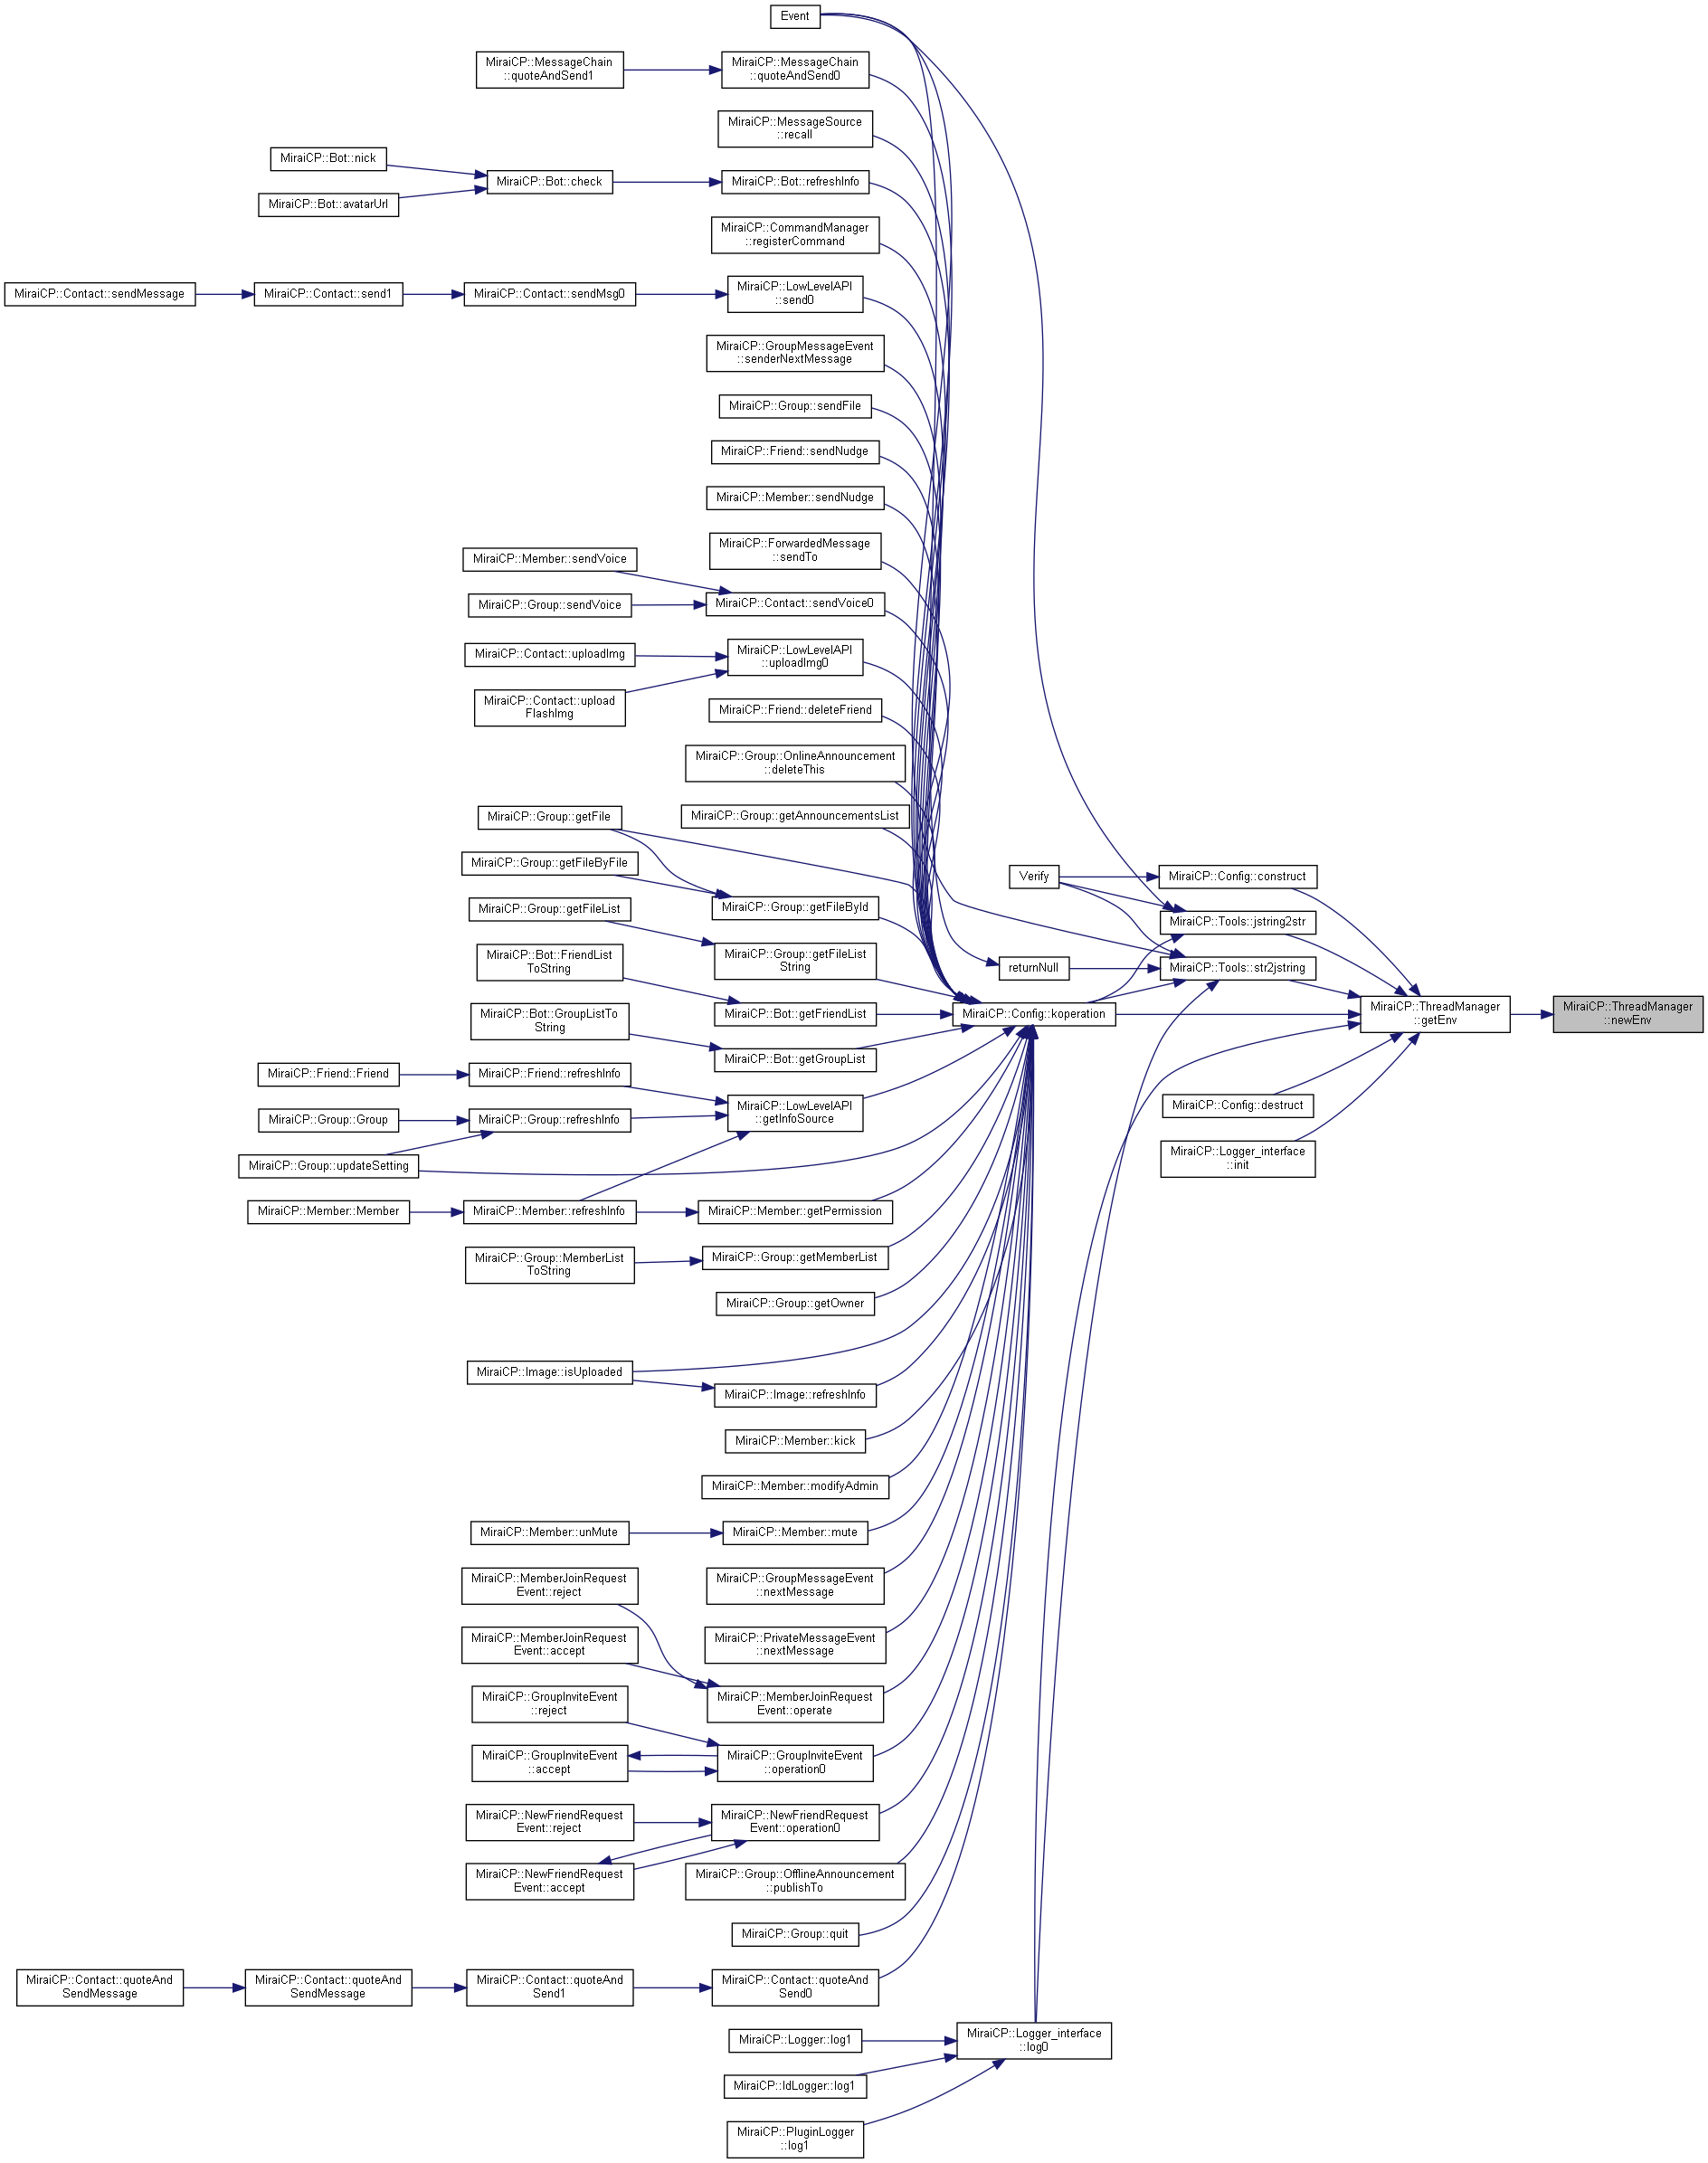 Event
MiraiCP::MessageChain
::quoteAndSend1
MiraiCP::MessageChain
::quoteAndSend0
MiraiCP::MessageSource
::recall
MiraiCP::Bot::nick
MiraiCP::Bot::avatarUrl
MiraiCP::Bot::check
MiraiCP::Bot::refreshInfo
MiraiCP::CommandManager
::registerCommand
MiraiCP::Contact::sendMessage
MiraiCP::Contact::send1
MiraiCP::Contact::sendMsg0
MiraiCP::LowLevelAPI
::send0
MiraiCP::GroupMessageEvent
::senderNextMessage
MiraiCP::Group::sendFile
MiraiCP::Friend::sendNudge
MiraiCP::Member::sendNudge
MiraiCP::ForwardedMessage
::sendTo
MiraiCP::Member::sendVoice
MiraiCP::Group::sendVoice
MiraiCP::Contact::sendVoice0
MiraiCP::Contact::uploadImg
MiraiCP::LowLevelAPI
::uploadImg0
MiraiCP::Contact::upload
FlashImg
MiraiCP::Friend::deleteFriend
MiraiCP::Group::OnlineAnnouncement
::deleteThis
MiraiCP::Group::getFile
MiraiCP::Group::getAnnouncementsList
MiraiCP::Group::getFileByFile
MiraiCP::Group::getFileById
MiraiCP::Group::getFileList
MiraiCP::Group::getFileList
String
MiraiCP::Bot::FriendList
ToString
MiraiCP::Bot::getFriendList
MiraiCP::Bot::GroupListTo
String
MiraiCP::Bot::getGroupList
Verify
MiraiCP::Config::construct
MiraiCP::Tools::jstring2str
returnNull
MiraiCP::Tools::str2jstring
MiraiCP::Config::koperation
MiraiCP::ThreadManager
::getEnv
MiraiCP::ThreadManager
::newEnv
MiraiCP::Config::destruct
MiraiCP::Logger_interface
::init
MiraiCP::Friend::Friend
MiraiCP::Friend::refreshInfo
MiraiCP::Group::Group
MiraiCP::Group::refreshInfo
MiraiCP::LowLevelAPI
::getInfoSource
MiraiCP::Group::updateSetting
MiraiCP::Member::Member
MiraiCP::Member::refreshInfo
MiraiCP::Member::getPermission
MiraiCP::Group::MemberList
ToString
MiraiCP::Group::getMemberList
MiraiCP::Group::getOwner
MiraiCP::Image::isUploaded
MiraiCP::Image::refreshInfo
MiraiCP::Member::kick
MiraiCP::Member::modifyAdmin
MiraiCP::Member::unMute
MiraiCP::Member::mute
MiraiCP::MemberJoinRequest
Event::reject
MiraiCP::GroupMessageEvent
::nextMessage
MiraiCP::MemberJoinRequest
Event::accept
MiraiCP::PrivateMessageEvent
::nextMessage
MiraiCP::GroupInviteEvent
::reject
MiraiCP::MemberJoinRequest
Event::operate
MiraiCP::GroupInviteEvent
::accept
MiraiCP::GroupInviteEvent
::operation0
MiraiCP::NewFriendRequest
Event::reject
MiraiCP::NewFriendRequest
Event::operation0
MiraiCP::NewFriendRequest
Event::accept
MiraiCP::Group::OfflineAnnouncement
::publishTo
MiraiCP::Group::quit
MiraiCP::Contact::quoteAnd
SendMessage
MiraiCP::Contact::quoteAnd
SendMessage
MiraiCP::Contact::quoteAnd
Send1
MiraiCP::Contact::quoteAnd
Send0
MiraiCP::Logger::log1
MiraiCP::Logger_interface
::log0
MiraiCP::IdLogger::log1
MiraiCP::PluginLogger
::log1